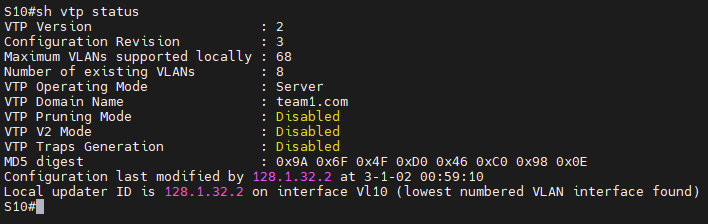 S10#sh vtp status
VTP Version                     : 2
Configuration Revision          : 3
Maximum VLANs supported locally : 68
Number of existing VLANs        : 8
VTP Operating Mode              : Server
VTP Domain Name                 : team1.com
VTP Pruning Mode                : Disabled
VTP V2 Mode                     : Disabled
VTP Traps Generation            : Disabled
MD5 digest                      : 0x9A 0x6F 0x4F 0xD0 0x46 0xC0 0x98 0x0E
Configuration last modified by 128.1.32.2 at 3-1-02 00:59:10
Local updater ID is 128.1.32.2 on interface Vl10 (lowest numbered VLAN interface found)
S10#